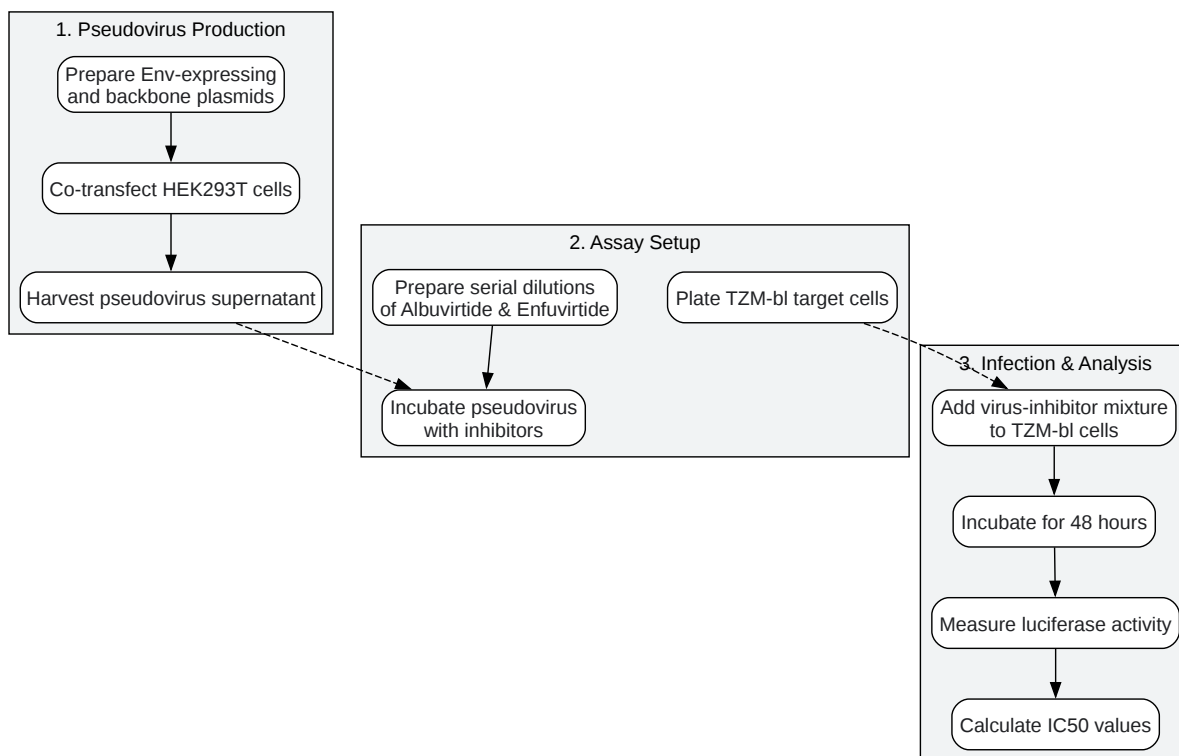 1. Pseudovirus Production
Prepare Env-expressing
and backbone plasmids
Co-transfect HEK293T cells
Harvest pseudovirus supernatant
2. Assay Setup
Prepare serial dilutions
of Albuvirtide & Enfuvirtide
Plate TZM-bl target cells
Incubate pseudovirus
with inhibitors
3. Infection & Analysis
Add virus-inhibitor mixture
to TZM-bl cells
Incubate for 48 hours
Measure luciferase activity
Calculate IC50 values